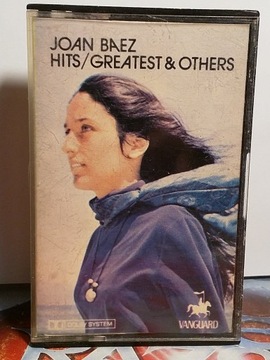 JOAN BAEZ
HITS/GREATEST & OTHERS
DOLBY SYSTEM
VANGUARD